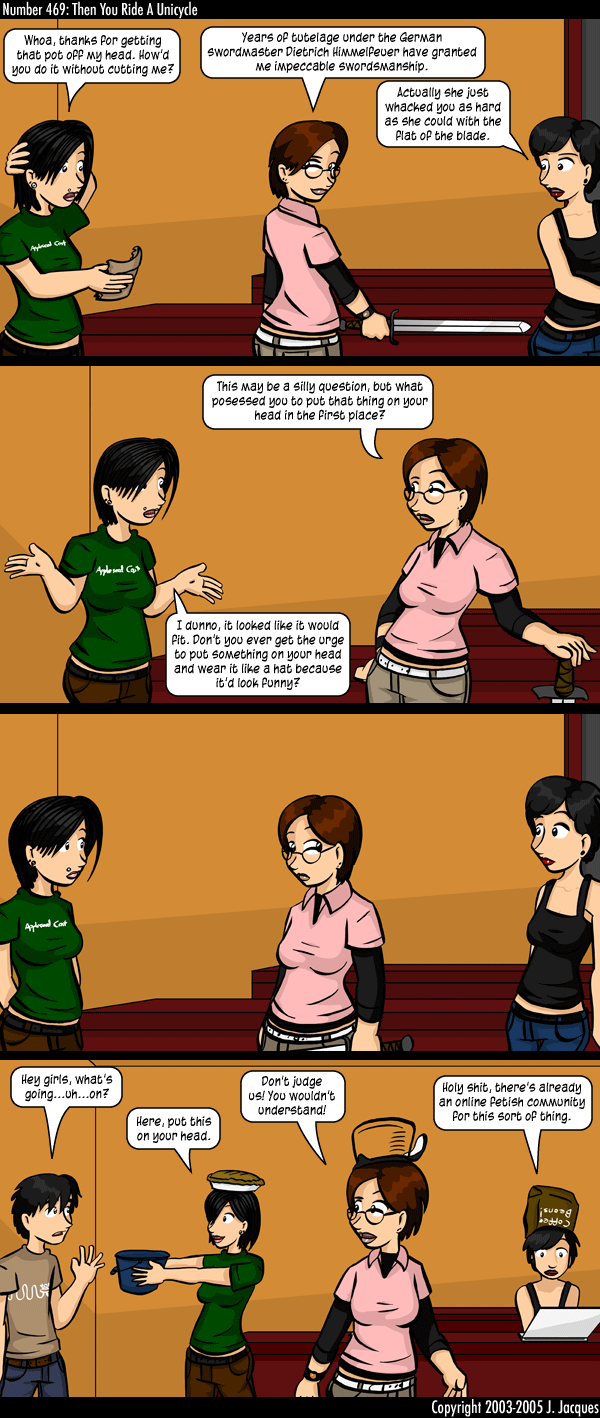 Number 469: Then You Ride A Unicycle
Whoa, thanks for getting
that pot off my head. How'd
you do it without cutting me?
Years of tutelage under the German
swordmaster Dietrich Himmelfeuer have granted
me impeccable swordsmanship.
Actually she just
whacked you as hard
as she could with the
flat of the blade.
Appleseed Cast
This may be a silly question, but what
posessed you to put that thing on your
head in the first place?
Appleseed Cast
I dunno, it looked like it would
fit. Don't you ever get the urge
to put something on your head
and wear it like a hat because
it'd look funny?
Appleseed Cast
Hey girls, what's
going...uh...on?
Here, put this
on your head.
Don't judge
us! You wouldn't
understand!
Holy shit, there's already
an online fetish community
for this sort of thing.
Coffee
Beans!
Copyright 2003-2005 J. Jacques